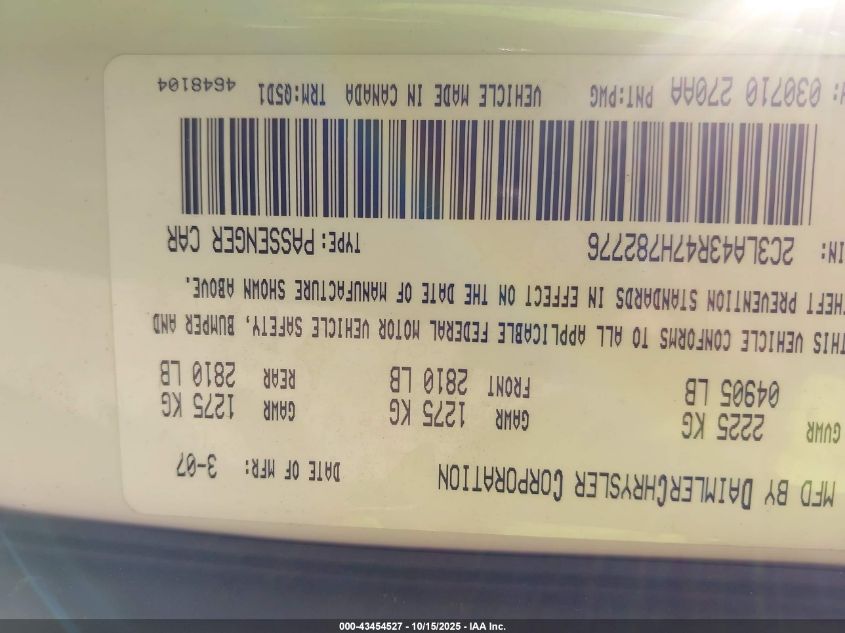 MFD BY DAIMLERCHRYSLER CORPORATION DATE OF MFR: 3-07
GVWR 2225 KG GAWR 1275 KG GAWR 1275 KG
04905 LB FRONT 2810 LB REAR 2810 LB
THIS VEHICLE CONFORMS TO ALL APPLICABLE FEDERAL MOTOR VEHICLE SAFETY, BUMPER AND
THEFT PREVENTION STANDARDS IN EFFECT ON THE DATE OF MANUFACTURE SHOWN ABOVE.
IN: 2C3LA43R47H782776 TYPE: PASSENGER CAR
: 030710 270AA PNT:PWG VEHICLE MADE IN CANADA TRM:Q5D1 4648104
000-43454527 - 10/15/2025 - IAA Inc.